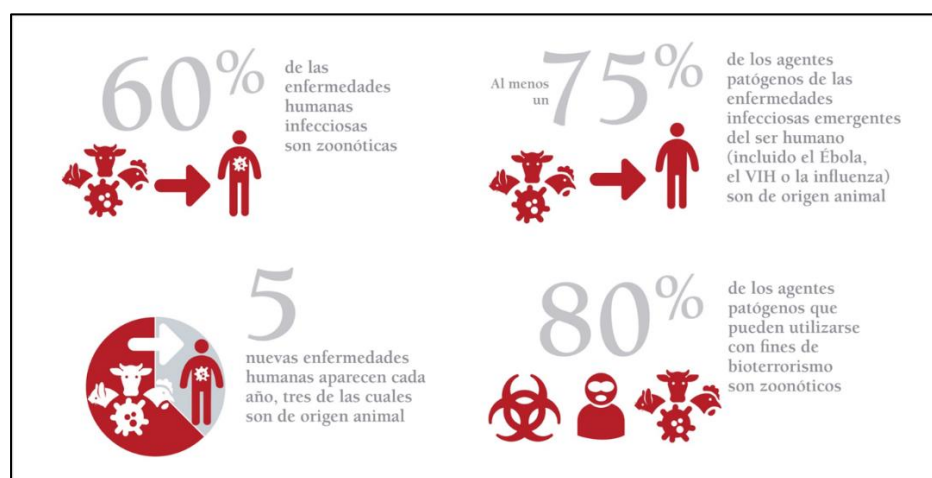 60%
de las
enfermedades
humanas
infecciosas
son zoonóticas
Al menos
un
75%
de los agentes
patógenos de las
enfermedades
infecciosas emergentes
del ser humano
(incluido el Ébola,
el VIH o la influenza)
son de origen animal
5
nuevas enfermedades
humanas aparecen cada
año, tres de las cuales
son de origen animal
80%
de los agentes
patógenos que
pueden utilizarse
con fines de
bioterrorismo
son zoonóticos